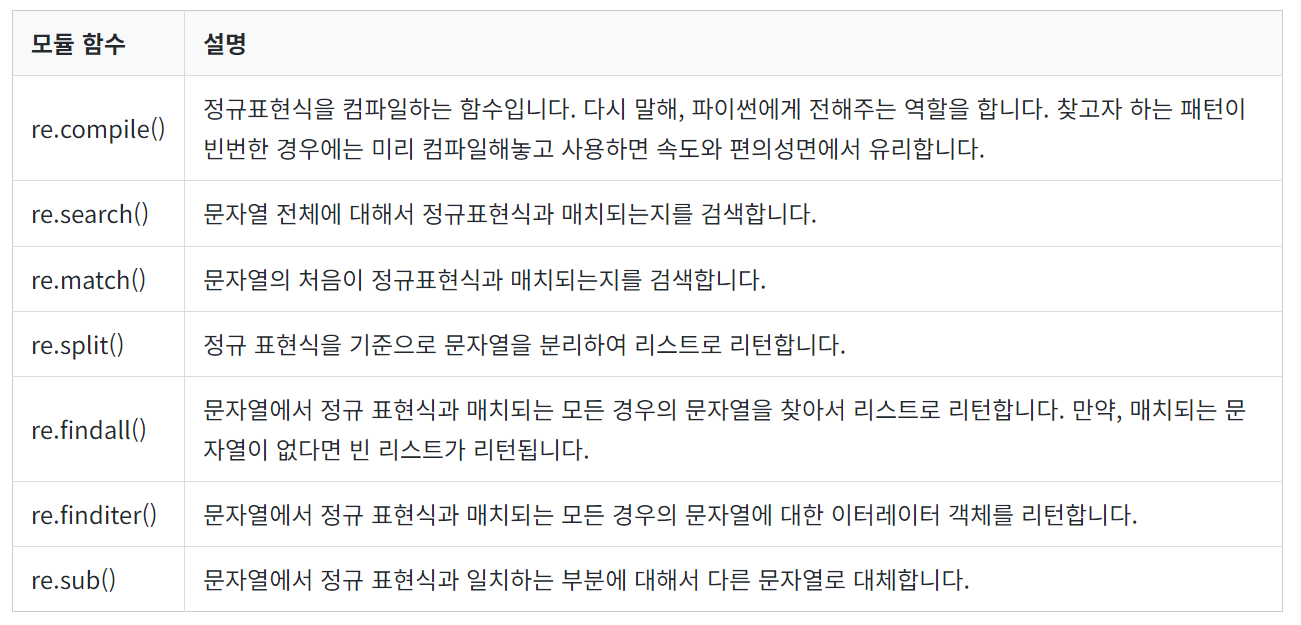 모듈 함수 설명
re.compile() 정규표현식을 컴파일하는 함수입니다. 다시 말해, 파이썬에게 전해주는 역할을 합니다. 찾고자 하는 패턴이
빈번한 경우에는 미리 컴파일해놓고 사용하면 속도와 편의성면에서 유리합니다.
re.search() 문자열 전체에 대해서 정규표현식과 매치되는지를 검색합니다.
re.match() 문자열의 처음이 정규표현식과 매치되는지를 검색합니다.
re.split() 정규 표현식을 기준으로 문자열을 분리하여 리스트로 리턴합니다.
re.findall() 문자열에서 정규 표현식과 매치되는 모든 경우의 문자열을 찾아서 리스트로 리턴합니다. 만약, 매치되는 문
자열이 없다면 빈 리스트가 리턴됩니다.
re.finditer() 문자열에서 정규 표현식과 매치되는 모든 경우의 문자열에 대한 이터레이터 객체를 리턴합니다.
re.sub() 문자열에서 정규 표현식과 일치하는 부분에 대해서 다른 문자열로 대체합니다.